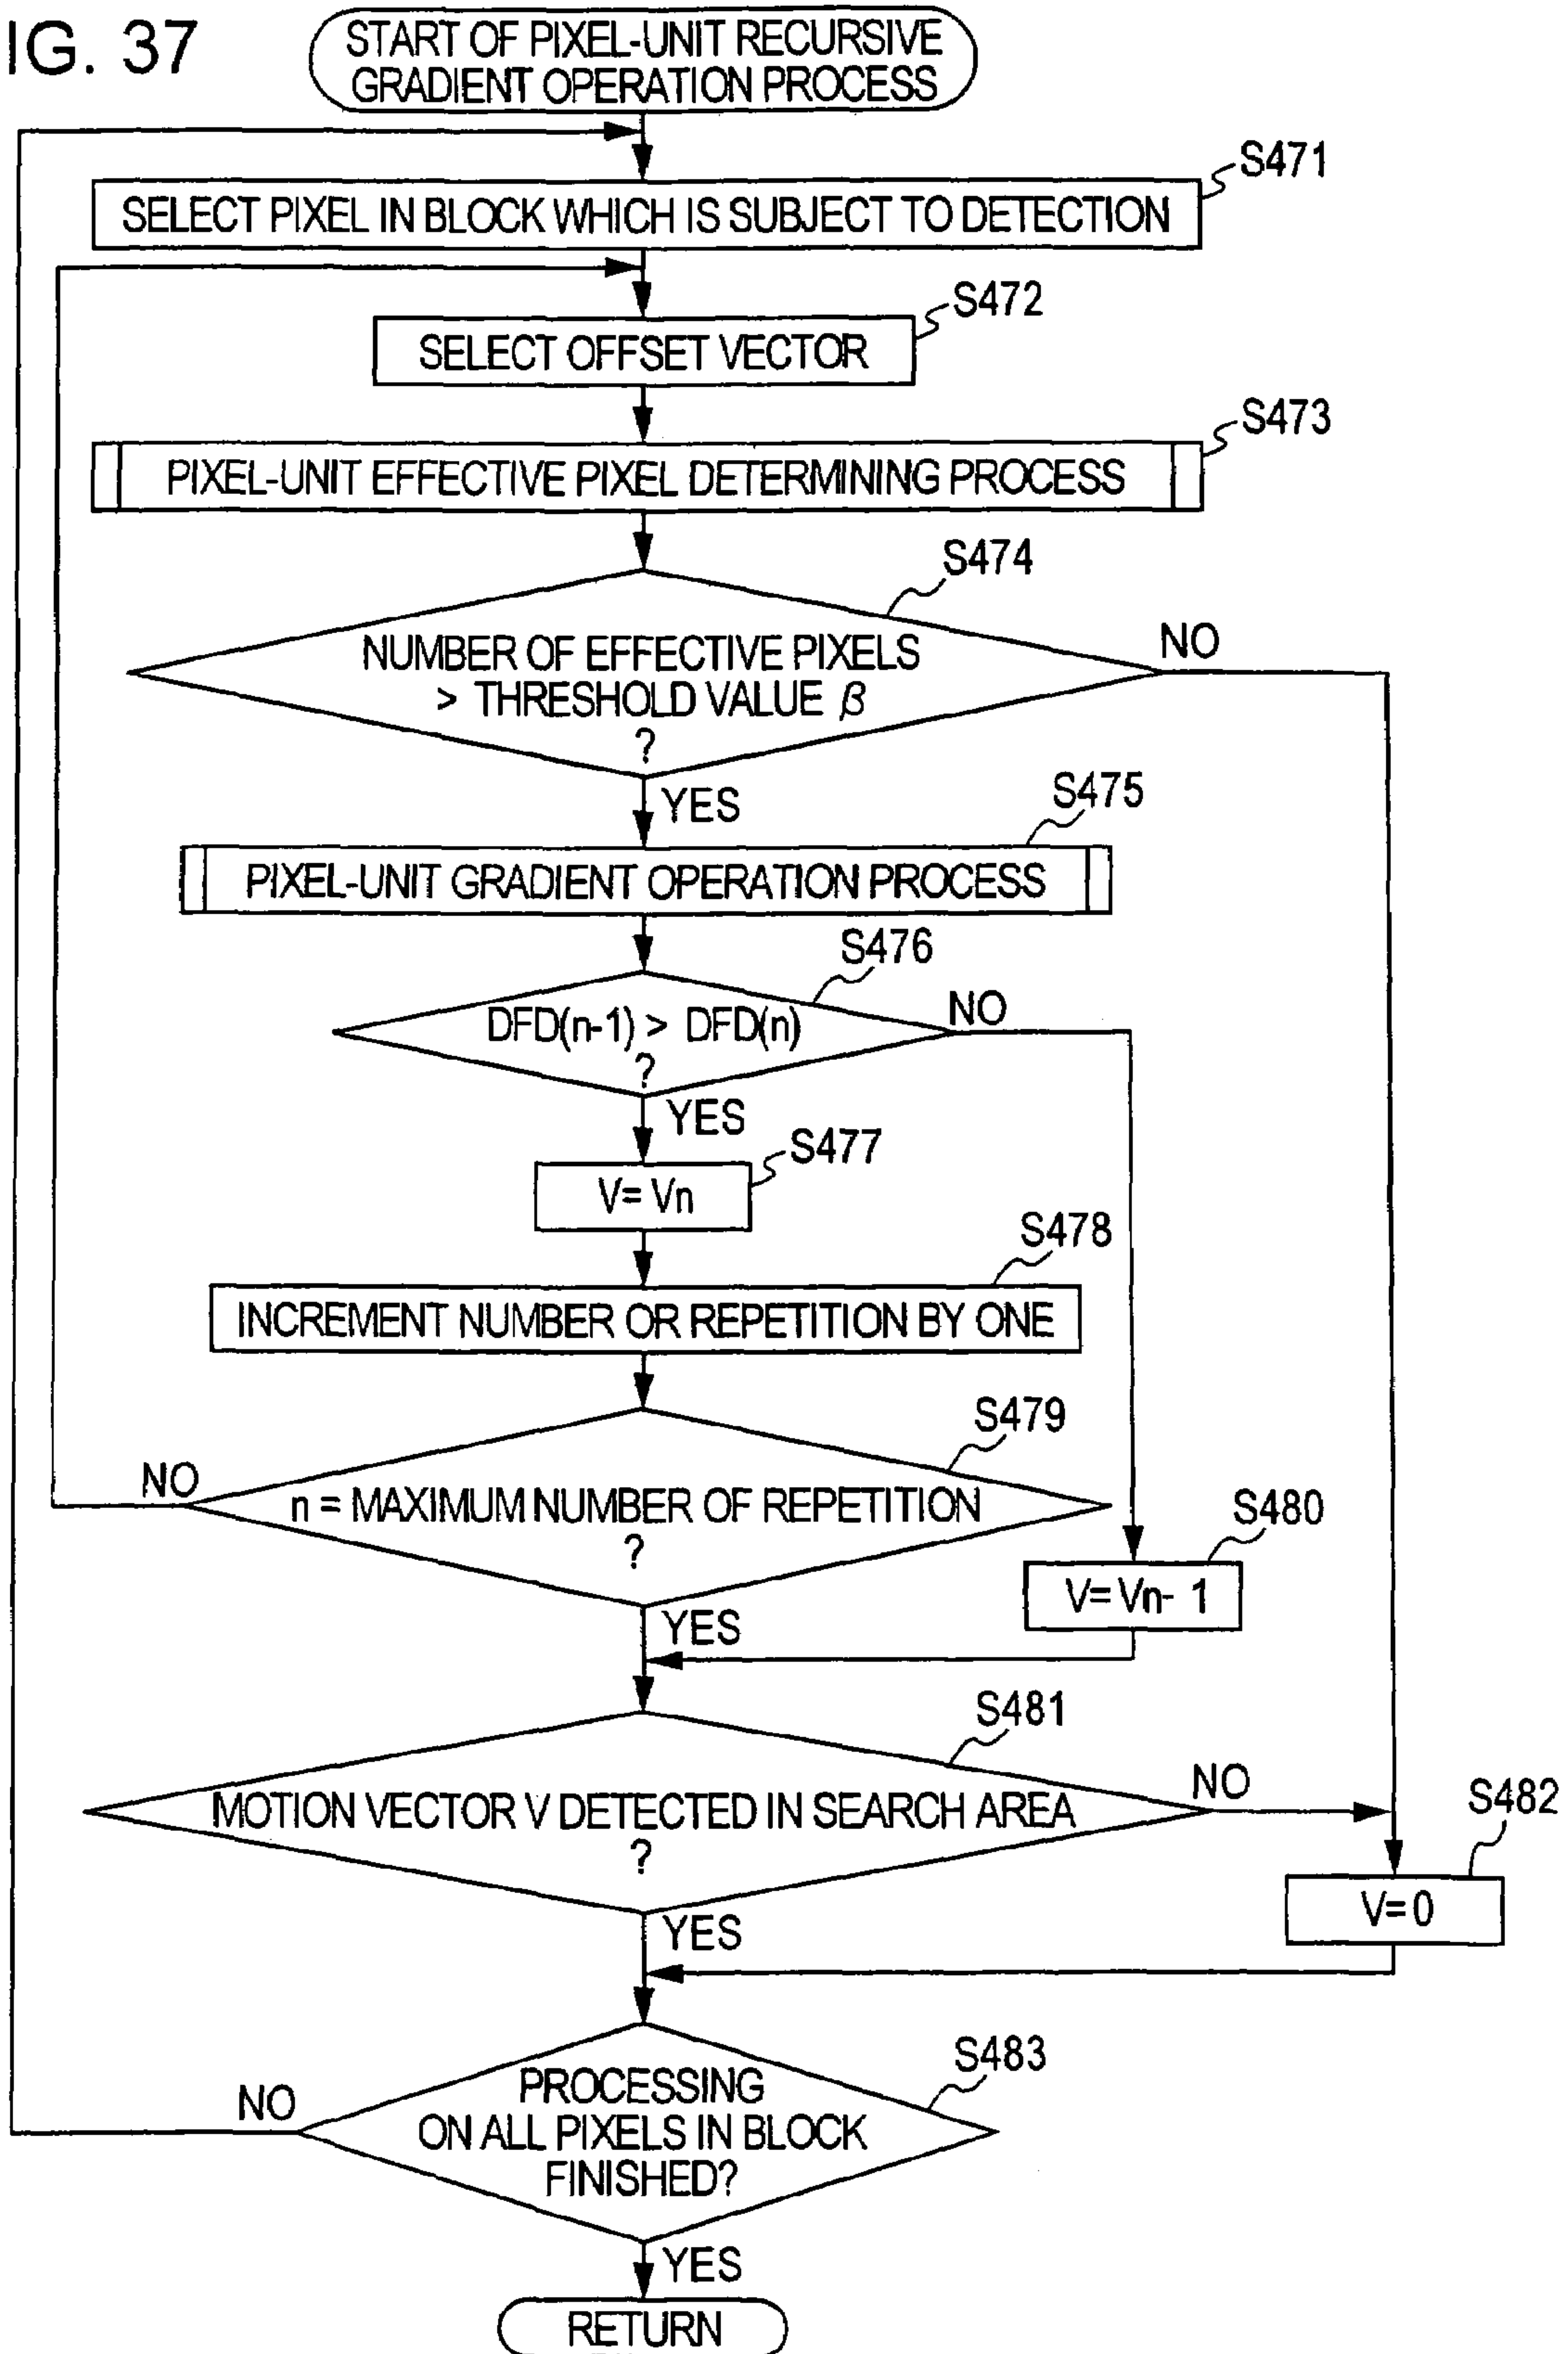 IG. 37
START OF PIXEL-UNIT RECURSIVE
GRADIENT OPERATION PROCESS
S471
SELECT PIXEL IN BLOCK WHICH IS SUBJECT TO DETECTION
S472
SELECT OFFSET VECTOR
S473
PIXEL-UNIT EFFECTIVE PIXEL DETERMINING PROCESS
S474
NUMBER OF EFFECTIVE PIXELS
> THRESHOLD VALUE β
?
NO
YES
S475
PIXEL-UNIT GRADIENT OPERATION PROCESS
S476
DFD(n-1) > DFD(n)
?
NO
YES
S477
V= Vn
S478
INCREMENT NUMBER OR REPETITION BY ONE
S479
NO
n = MAXIMUM NUMBER OF REPETITION
?
S480
V= Vn- 1
YES
S481
MOTION VECTOR V DETECTED IN SEARCH AREA
?
NO
S482
V= 0
YES
S483
PROCESSING
ON ALL PIXELS IN BLOCK
FINISHED?
NO
YES
RETURN